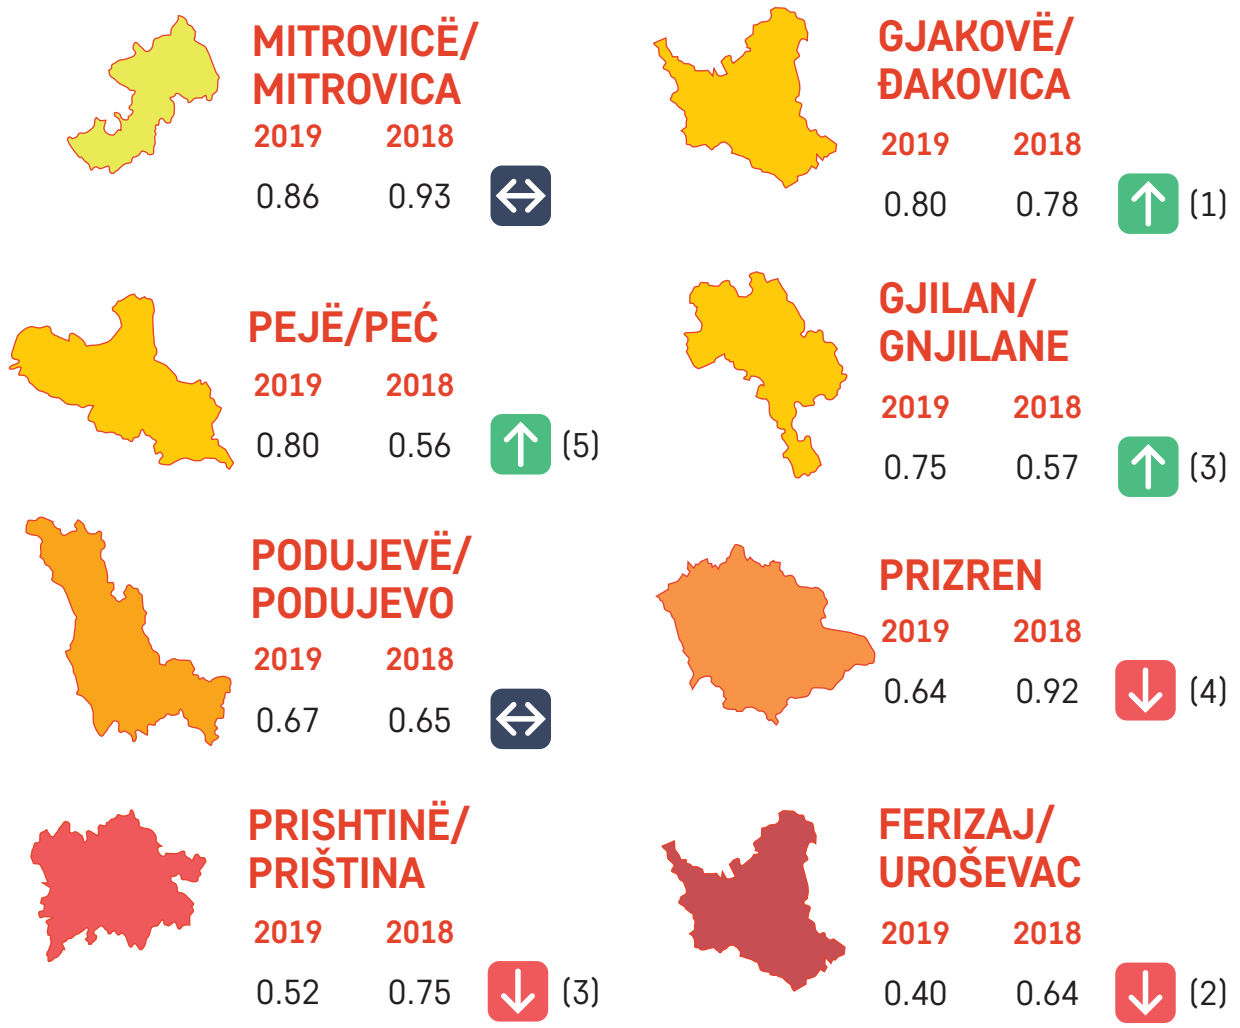 MITROVICË/
MITROVICA
2019 2018
0.86 0.93
GJAKOVË/
ĐAKOVICA
2019 2018
0.80 0.78 (1)
PEJË/PEĆ
2019 2018
0.80 0.56 (5)
GJILAN/
GNJILANE
2019 2018
0.75 0.57 (3)
PODUJEVË/
PODUJEVO
2019 2018
0.67 0.65
PRIZREN
2019 2018
0.64 0.92 (4)
PRISHTINË/
PRIŠTINA
2019 2018
0.52 0.75 (3)
FERIZAJ/
UROŠEVAC
2019 2018
0.40 0.64 (2)